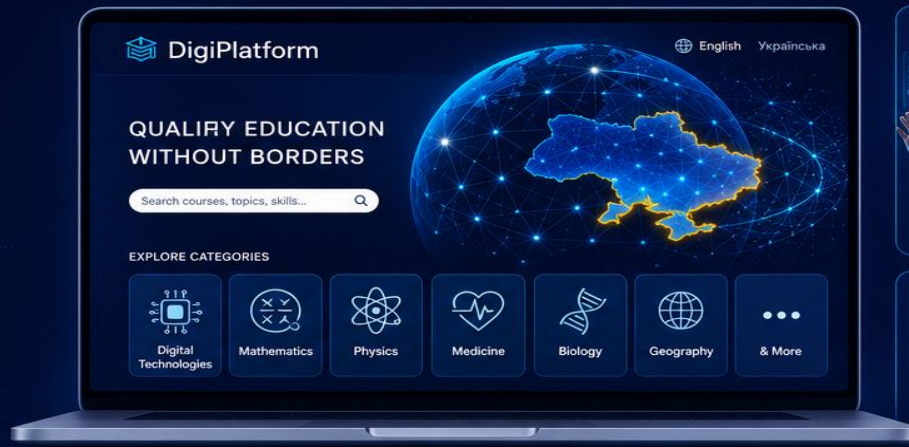 DigiPlatform
English Українська
QUALIRY EDUCATION
WITHOUT BORDERS
Search courses, topics, skills...
EXPLORE CATEGORIES
Digital
Technologies
Mathematics
Physics
Medicine
Biology
Geography
& More